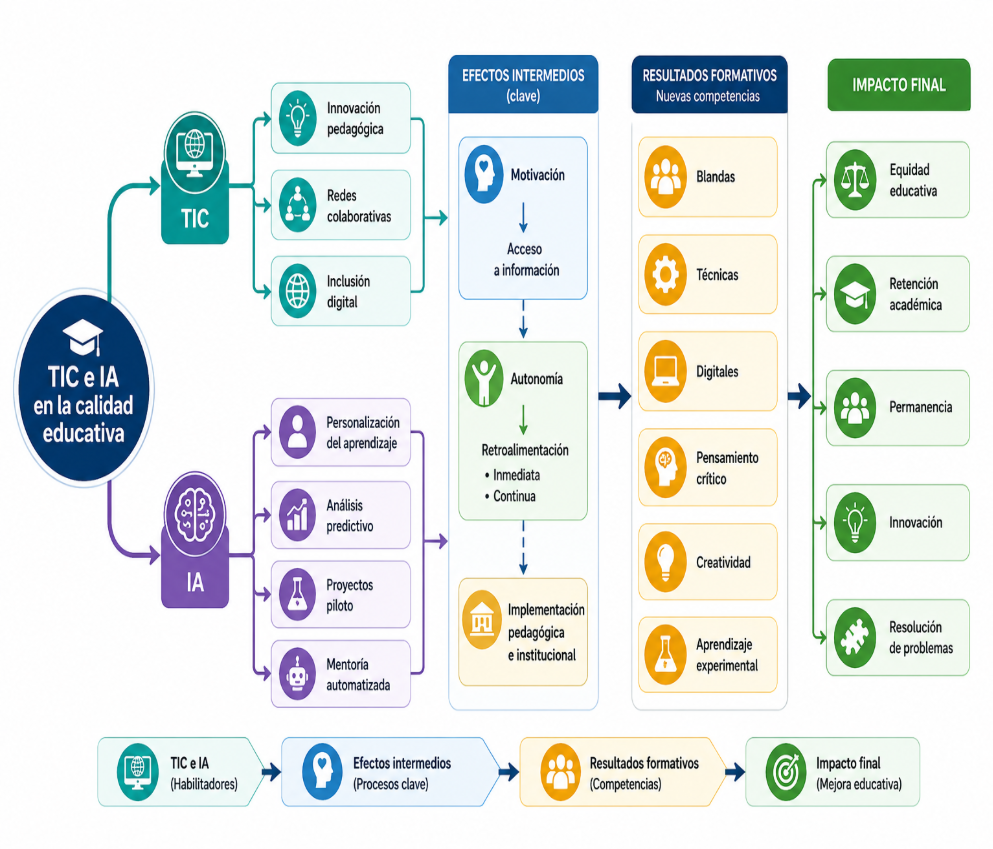 TIC e IA
en la calidad
educativa
TIC
Innovación
pedagógica
Redes
colaborativas
Inclusión
digital
IA
Personalización
del aprendizaje
Análisis
predictivo
Proyectos
piloto
Mentoría
automatizada
EFECTOS INTERMEDIOS
(clave)
Motivación
Acceso
a información
Autonomía
Retroalimentación
• Inmediata
• Continua
Implementación
pedagógica
e institucional
RESULTADOS FORMATIVOS
Nuevas competencias
Blandas
Técnicas
Digitales
Pensamiento
crítico
Creatividad
Aprendizaje
experimental
IMPACTO FINAL
Equidad
educativa
Retención
académica
Permanencia
Innovación
Resolución
de problemas
TIC e IA
(Habilitadores)
Efectos intermedios
(Procesos clave)
Resultados formativos
(Competencias)
Impacto final
(Mejora educativa)